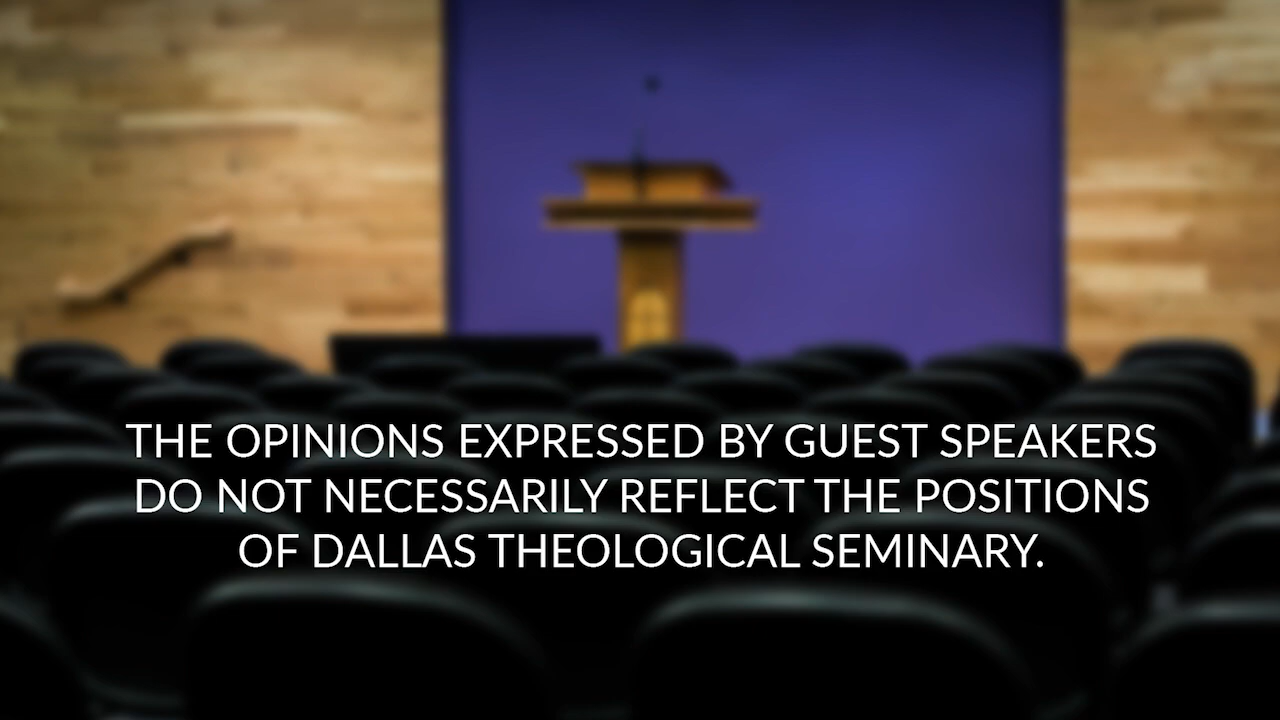 THE OPINIONS EXPRESSED BY GUEST SPEAKERS
DO NOT NECESSARILY REFLECT THE POSITIONS
OF DALLAS THEOLOGICAL SEMINARY.